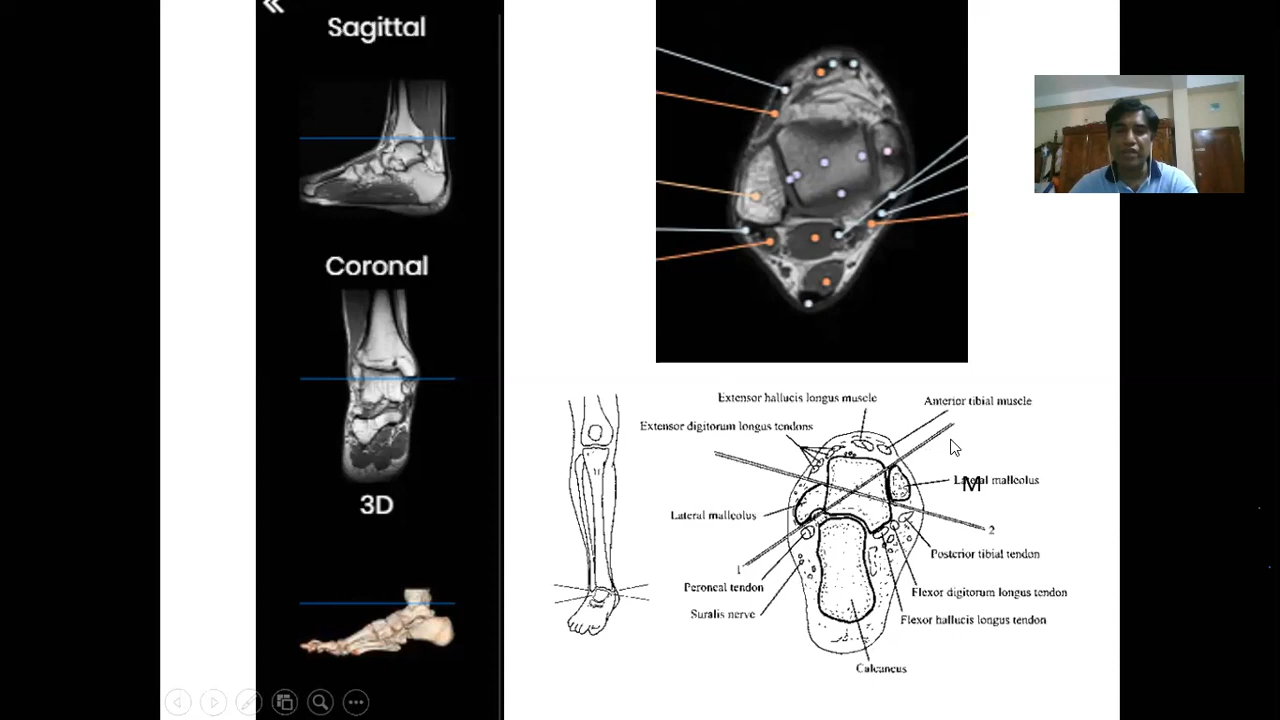 Sagittal
Coronal
3D
Extensor hallucis longus muscle
Anterior tibial muscle
Extensor digitorum longus tendons
Lateral malleolus
M
Lateral malleolus
2
Posterior tibial tendon
1
Peroneal tendon
Flexor digitorum longus tendon
Suralis nerve
Flexor hallucis longus tendon
Calcaneus